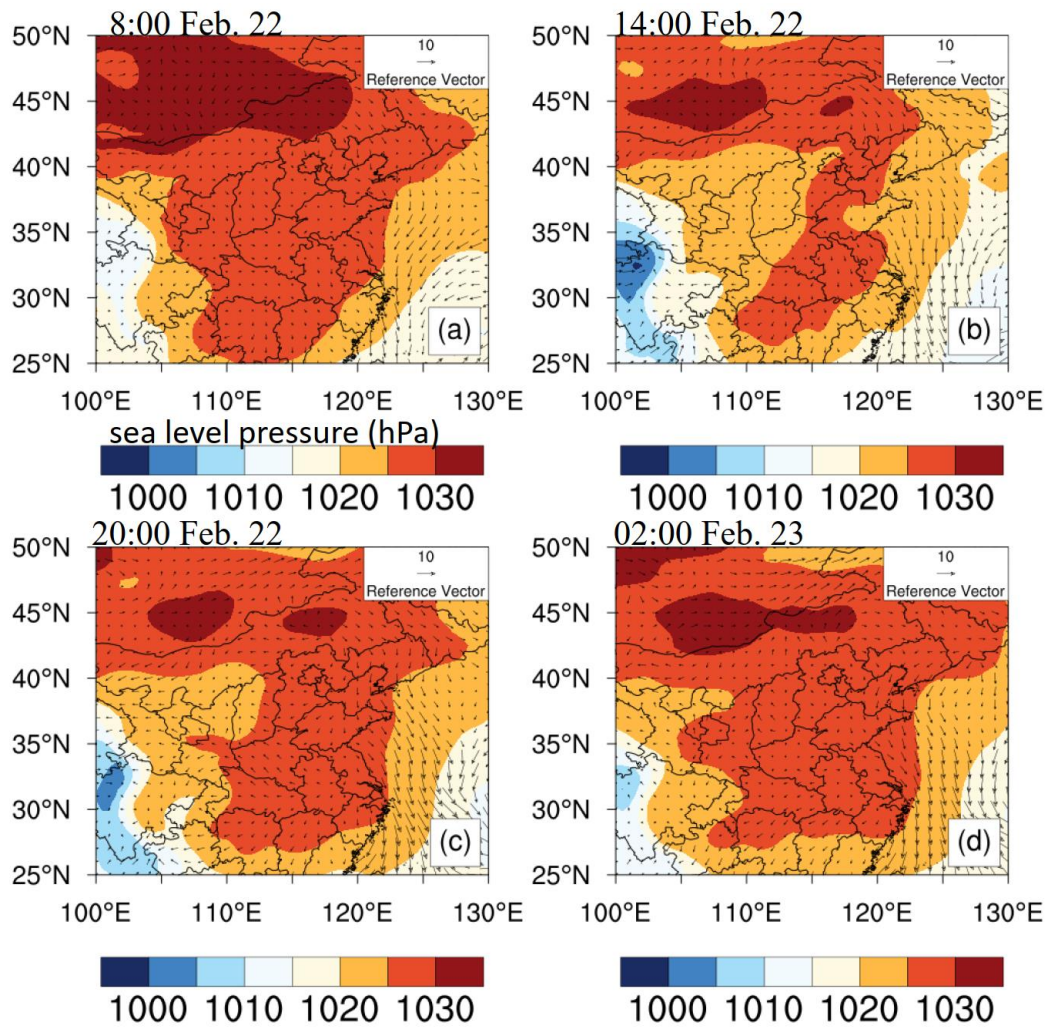 8:00 Feb. 22
14:00 Feb. 22
50°N
45°N
40°N
35°N
30°N
25°N
10
Reference Vector
(a)
100°E 110°E 120°E 130°E
50°N
45°N
40°N
35°N
30°N
25°N
10
Reference Vector
(b)
100°E 110°E 120°E 130°E
sea level pressure (hPa)
1000 1010 1020 1030
1000 1010 1020 1030
20:00 Feb. 22
02:00 Feb. 23
50°N
45°N
40°N
35°N
30°N
25°N
10
Reference Vector
(c)
100°E 110°E 120°E 130°E
50°N
45°N
40°N
35°N
30°N
25°N
10
Reference Vector
(d)
100°E 110°E 120°E 130°E
1000 1010 1020 1030
1000 1010 1020 1030